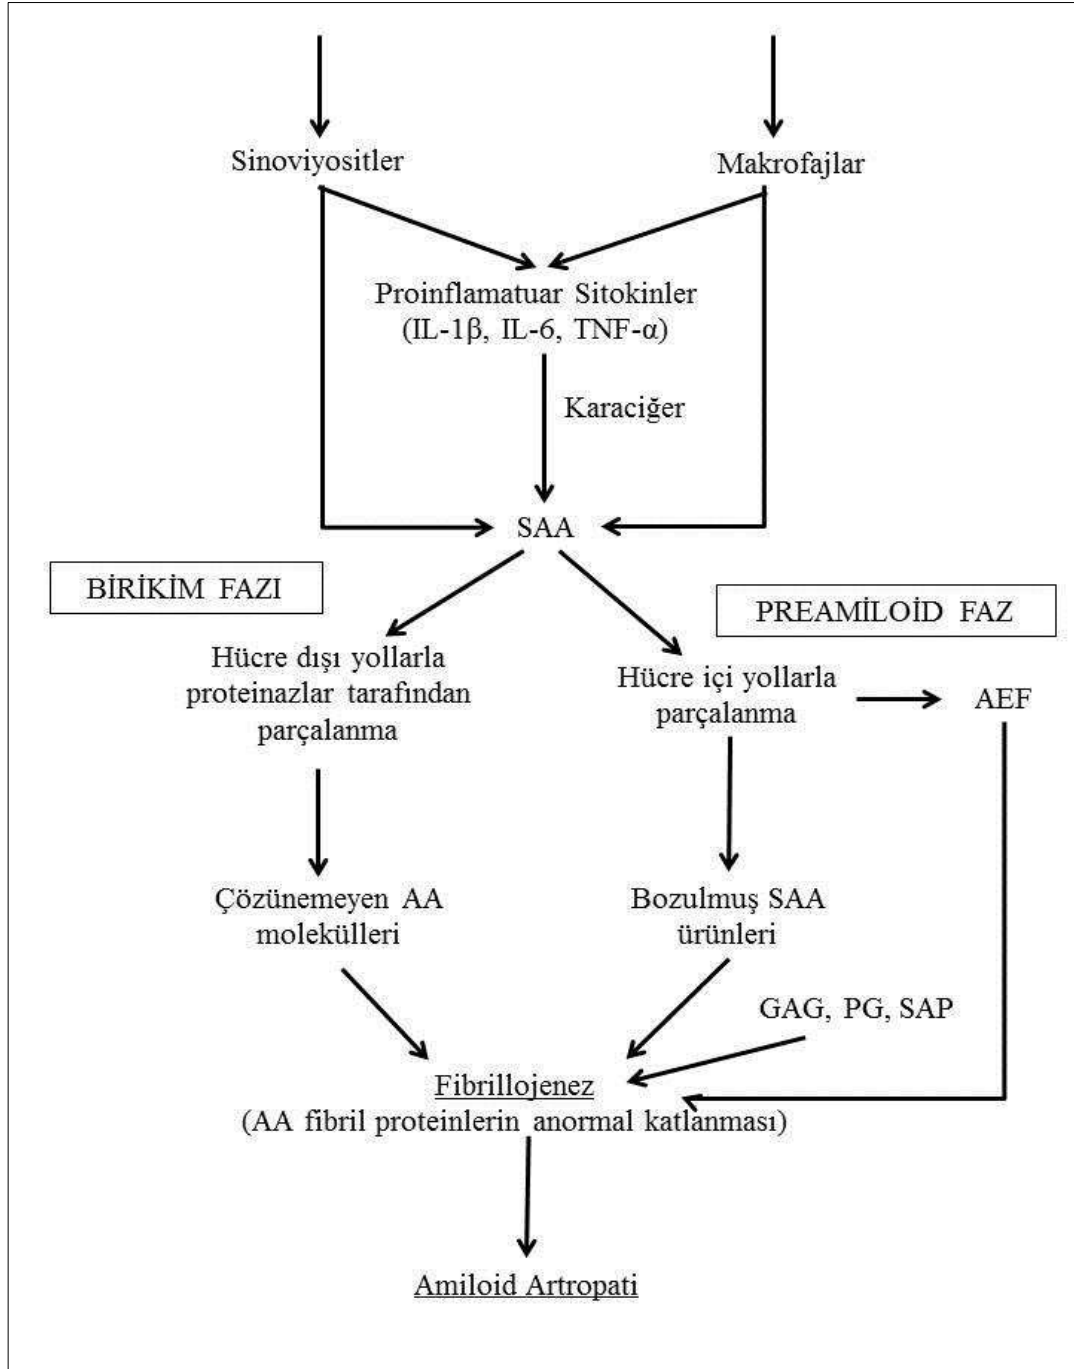 Sinoviyositler
Makrofajlar
Proinflamatuar Sitokinler
(IL-1β, IL-6, TNF-α)
Karaciğer
SAA
BİRİKİM FAZI
PREAMİLOİD FAZ
Hücre dışı yollarla
proteinazlar tarafından
parçalanma
Hücre içi yollarla
parçalanma
AEF
Çözünemeyen AA
molekülleri
Bozulmuş SAA
ürünleri
GAG, PG, SAP
Fibrillojenez
(AA fibril proteinlerin anormal katlanması)
Amiloid Artropati